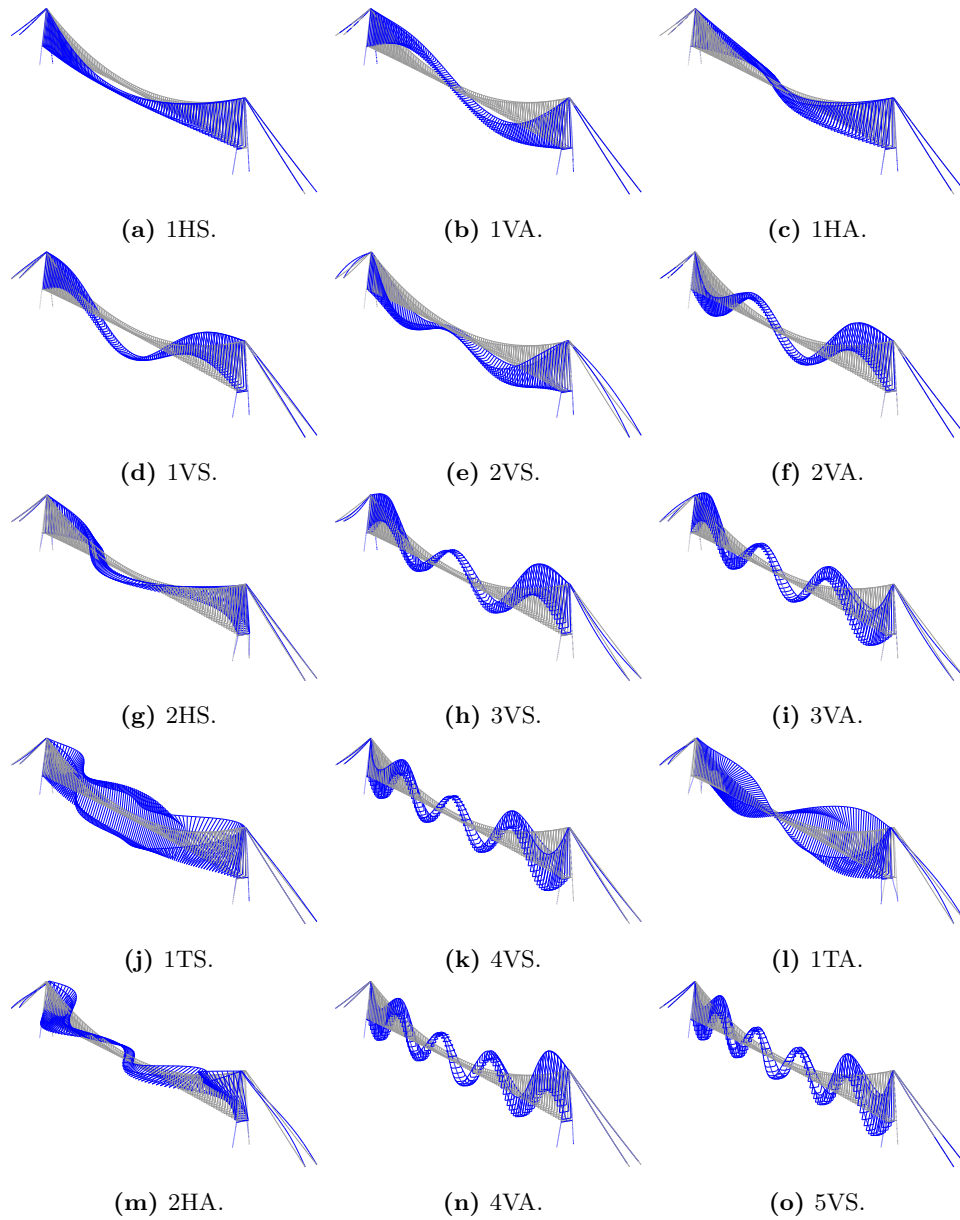 (a) 1HS.
(b) 1VA.
(c) 1HA.
(d) 1VS.
(e) 2VS.
(f) 2VA.
(g) 2HS.
(h) 3VS.
(i) 3VA.
(j) 1TS.
(k) 4VS.
(l) 1TA.
(m) 2HA.
(n) 4VA.
(o) 5VS.